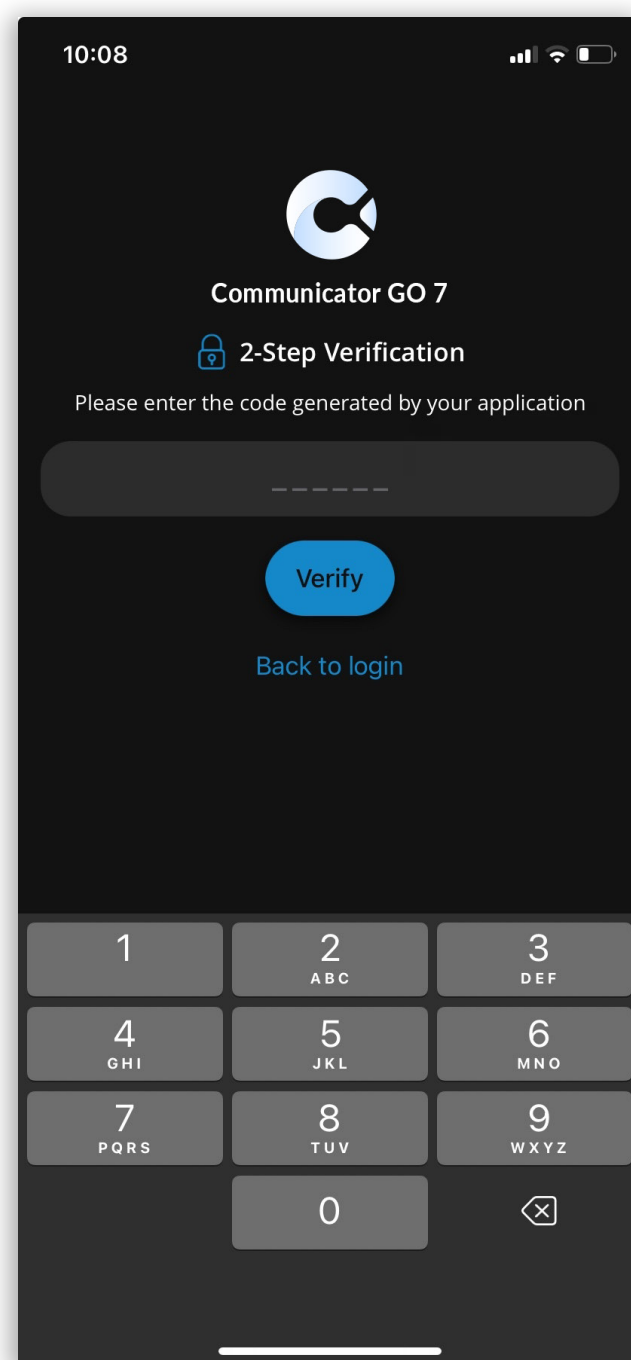 10:08
Communicator GO 7
2-Step Verification
Please enter the code generated by your application
_ _ _ _ _ _
Verify
Back to login
1 2 3
ABC DEF
4 5 6
GHI JKL MNO
7 8 9
PQRS TUV WXYZ
0